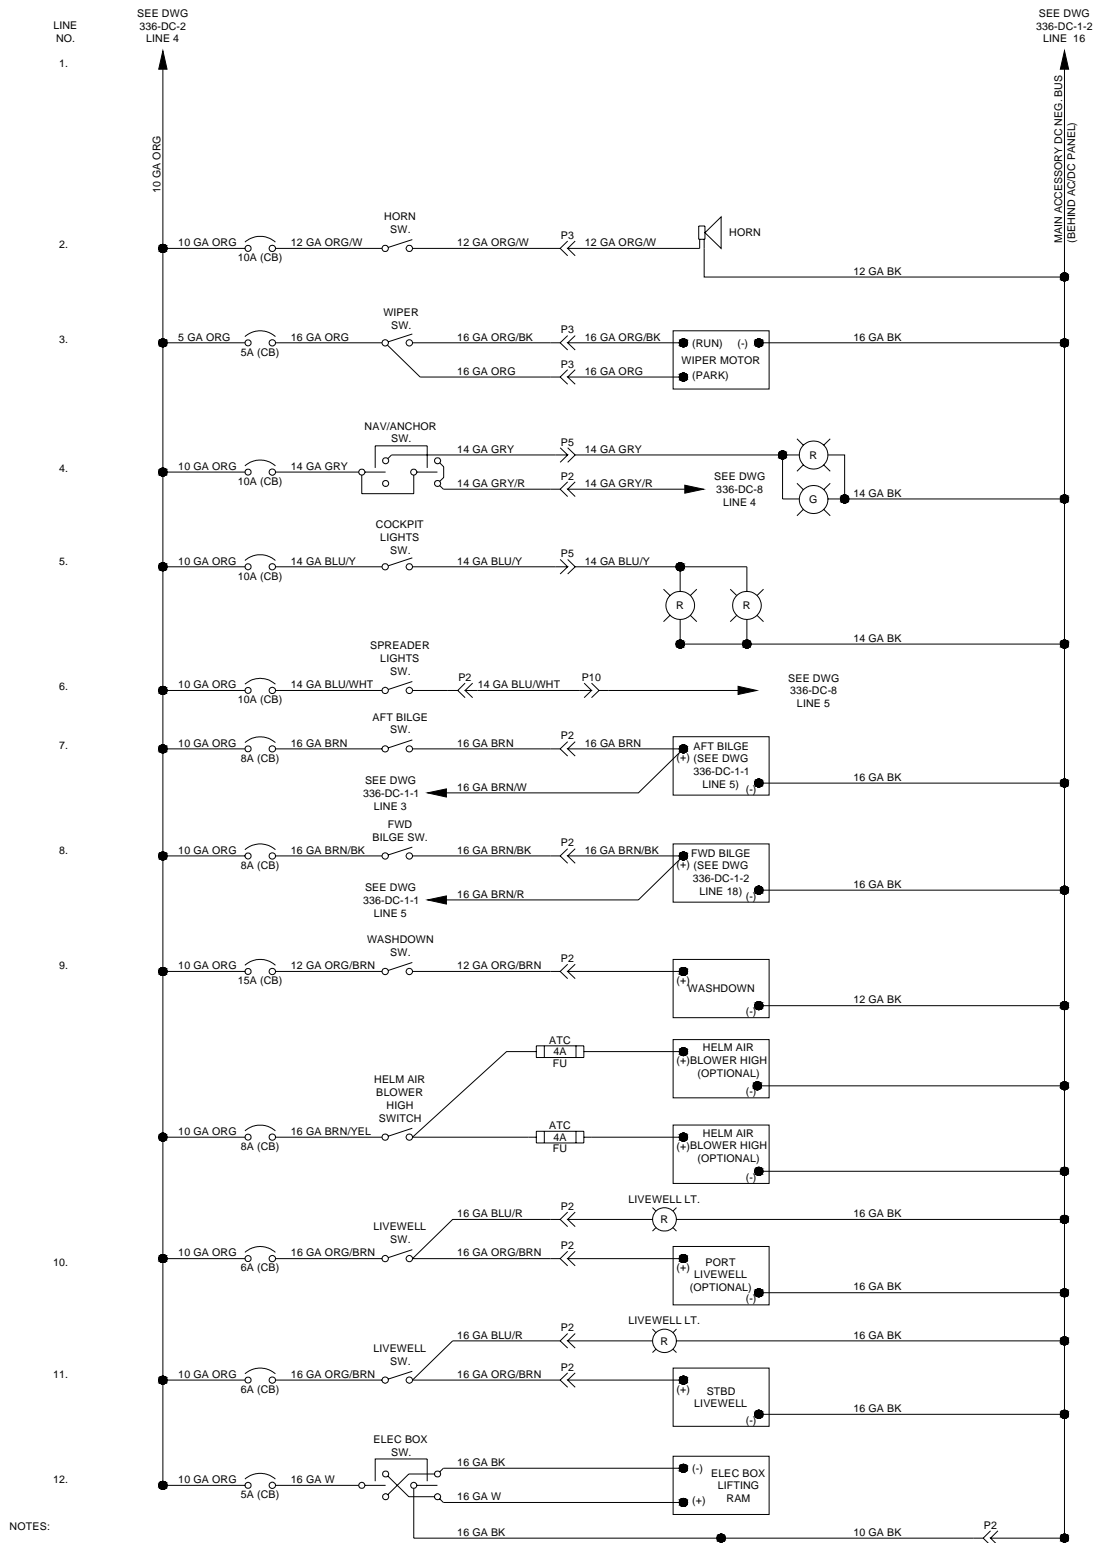 LINE
NO.
SEE DWG
336-DC-2
LINE 4
SEE DWG
336-DC-1-2
LINE 16
1.
10 GA ORG
MAIN ACCESSORY DC NEG. BUS
(BEHIND AC/DC PANEL)
2.
10 GA ORG
10A (CB)
12 GA ORG/W
HORN
SW.
12 GA ORG/W
P3
12 GA ORG/W
HORN
12 GA BK
3.
5 GA ORG
5A (CB)
16 GA ORG
WIPER
SW.
16 GA ORG/BK
P3
16 GA ORG/BK
(RUN) (-)
WIPER MOTOR
(PARK)
16 GA BK
16 GA ORG
P3
16 GA ORG
4.
10 GA ORG
10A (CB)
14 GA GRY
NAV/ANCHOR
SW.
14 GA GRY
P5
14 GA GRY
R
G
14 GA BK
14 GA GRY/R
P2
14 GA GRY/R
SEE DWG
336-DC-8
LINE 4
5.
10 GA ORG
10A (CB)
14 GA BLU/Y
COCKPIT
LIGHTS
SW.
14 GA BLU/Y
P5
14 GA BLU/Y
R
R
14 GA BK
6.
10 GA ORG
10A (CB)
14 GA BLU/WHT
SPREADER
LIGHTS
SW.
P2
14 GA BLU/WHT
P10
SEE DWG
336-DC-8
LINE 5
7.
10 GA ORG
8A (CB)
16 GA BRN
AFT BILGE
SW.
16 GA BRN
P2
16 GA BRN
AFT BILGE
(+) (SEE DWG
336-DC-1-1
LINE 5)
(-)
16 GA BK
SEE DWG
336-DC-1-1
LINE 3
16 GA BRN/W
8.
10 GA ORG
8A (CB)
16 GA BRN/BK
FWD
BILGE SW.
16 GA BRN/BK
P2
16 GA BRN/BK
FWD BILGE
(+) (SEE DWG
336-DC-1-2
LINE 18)
(-)
16 GA BK
SEE DWG
336-DC-1-1
LINE 5
16 GA BRN/R
9.
10 GA ORG
15A (CB)
12 GA ORG/BRN
WASHDOWN
SW.
12 GA ORG/BRN
P2
(+)
WASHDOWN
(-)
12 GA BK
10 GA ORG
8A (CB)
16 GA BRN/YEL
HELM AIR
BLOWER
HIGH
SWITCH
ATC
4A
FU
HELM AIR
(+) BLOWER HIGH
(OPTIONAL)
(-)
ATC
4A
FU
HELM AIR
(+) BLOWER HIGH
(OPTIONAL)
(-)
10.
10 GA ORG
6A (CB)
16 GA ORG/BRN
LIVEWELL
SW.
16 GA BLU/R
P2
LIVEWELL LT.
R
16 GA BK
16 GA ORG/BRN
P2
(+)
PORT
LIVEWELL
(OPTIONAL)
(-)
16 GA BK
11.
10 GA ORG
6A (CB)
16 GA ORG/BRN
LIVEWELL
SW.
16 GA BLU/R
P2
LIVEWELL LT.
R
16 GA BK
16 GA ORG/BRN
P2
(+)
STBD
LIVEWELL
(-)
16 GA BK
12.
10 GA ORG
5A (CB)
16 GA W
ELEC BOX
SW.
16 GA BK
16 GA W
(-)
(+)
ELEC BOX
LIFTING
RAM
16 GA BK
10 GA BK
P2
NOTES: